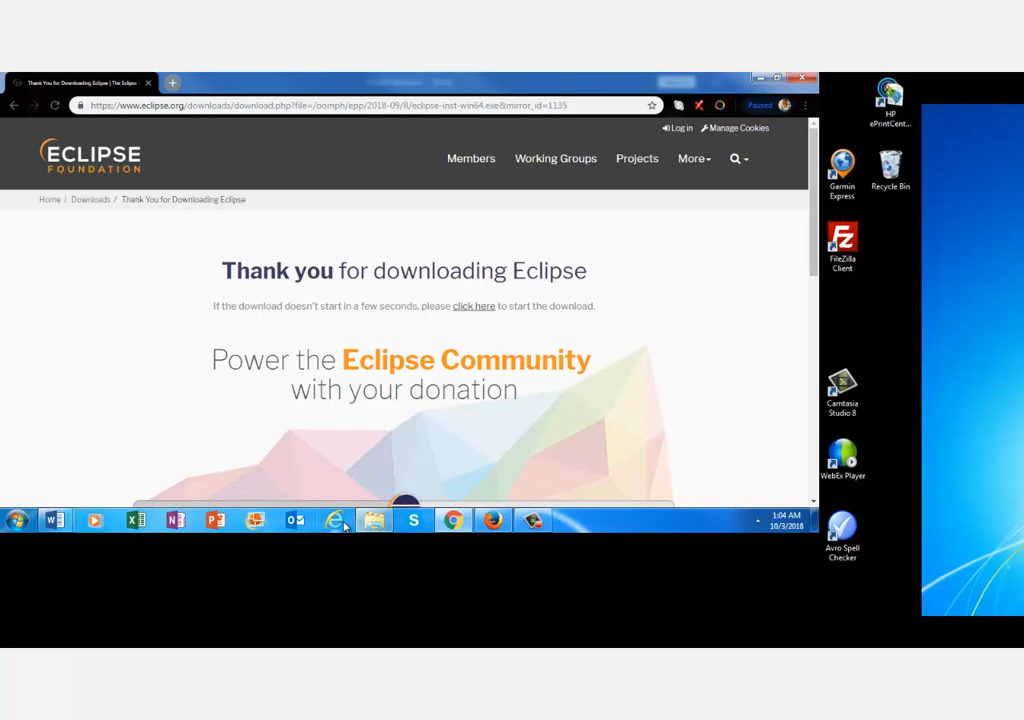 Thank You for Downloading Eclipse | The Eclips
https://www.eclipse.org/downloads/download.php?file=/oomph/epp/2018-09/R/eclipse-inst-win64.exe&mirror_id=1135
Paused
Log in
Manage Cookies
ECLIPSE
FOUNDATION
Members
Working Groups
Projects
More
Home / Downloads / Thank You for Downloading Eclipse
Thank you for downloading Eclipse
If the download doesn't start in a few seconds, please click here to start the download.
Power the Eclipse Community
with your donation
1:04 AM
10/3/2018
HP
ePrintCent...
Garmin
Express
Recycle Bin
FileZilla
Client
Camtasia
Studio 8
WebEx Player
Avro Spell
Checker